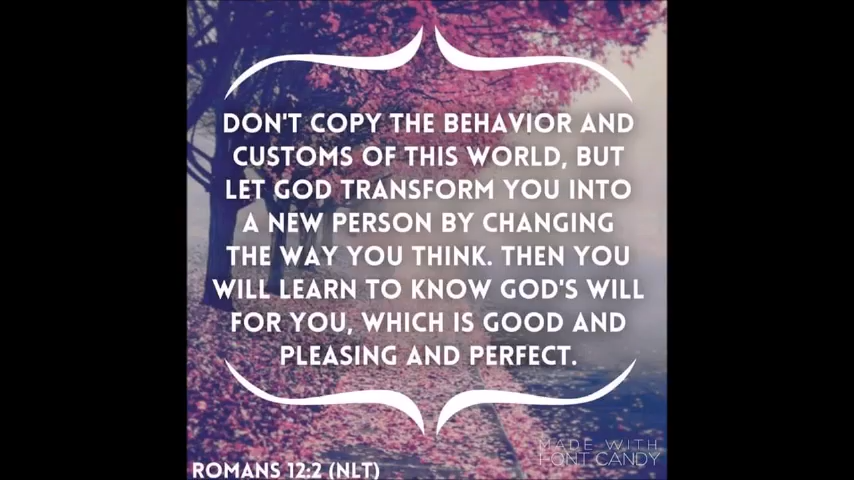 DON'T COPY THE BEHAVIOR AND
CUSTOMS OF THIS WORLD, BUT
LET GOD TRANSFORM YOU INTO
A NEW PERSON BY CHANGING
THE WAY YOU THINK. THEN YOU
WILL LEARN TO KNOW GOD'S WILL
FOR YOU, WHICH IS GOOD AND
PLEASING AND PERFECT.
MADE WITH
FONT CANDY
ROMANS 12:2 (NLT)